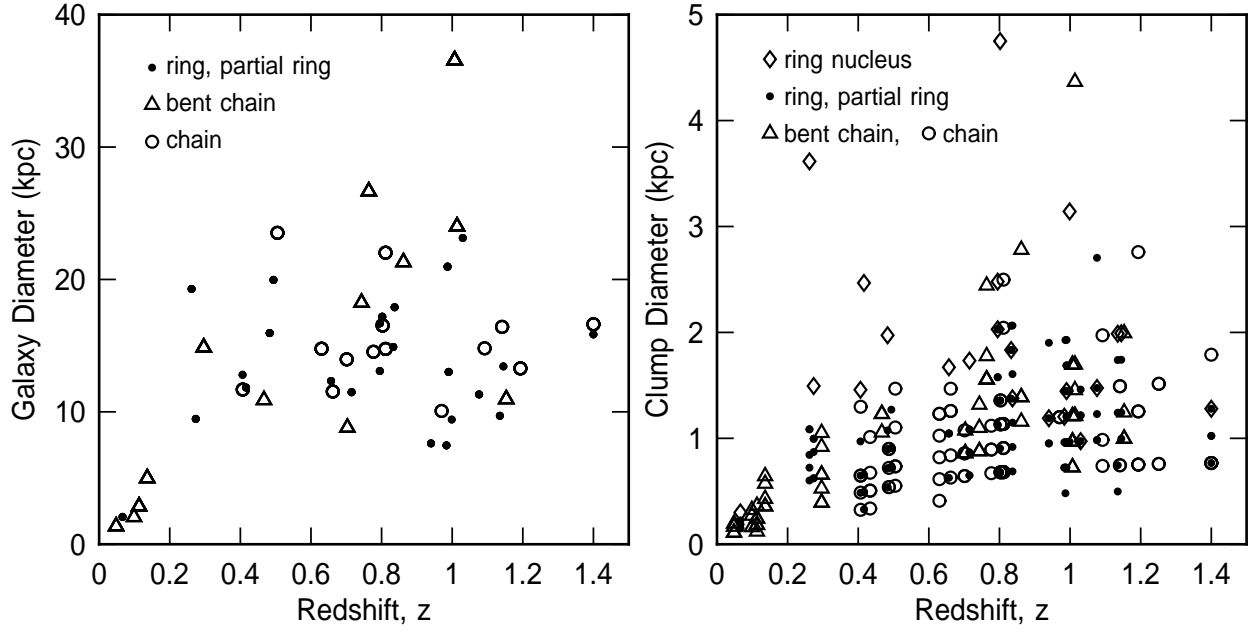 40
30
20
10
0
Galaxy Diameter (kpc)
ring, partial ring
bent chain
chain
0 0.2 0.4 0.6 0.8 1 1.2 1.4
Redshift, z
5
4
3
2
1
0
Clump Diameter (kpc)
ring nucleus
ring, partial ring
bent chain, chain
0 0.2 0.4 0.6 0.8 1 1.2 1.4
Redshift, z